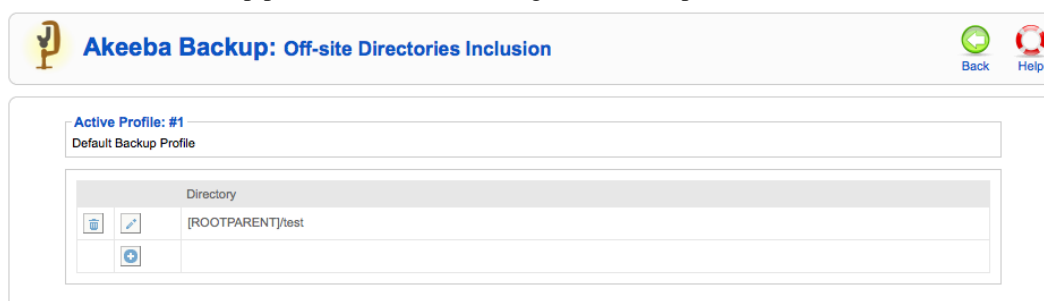 Akeeba Backup: Off-site Directories Inclusion
Back
Help
Active Profile: #1
Default Backup Profile
Directory
[ROOTPARENT]/test